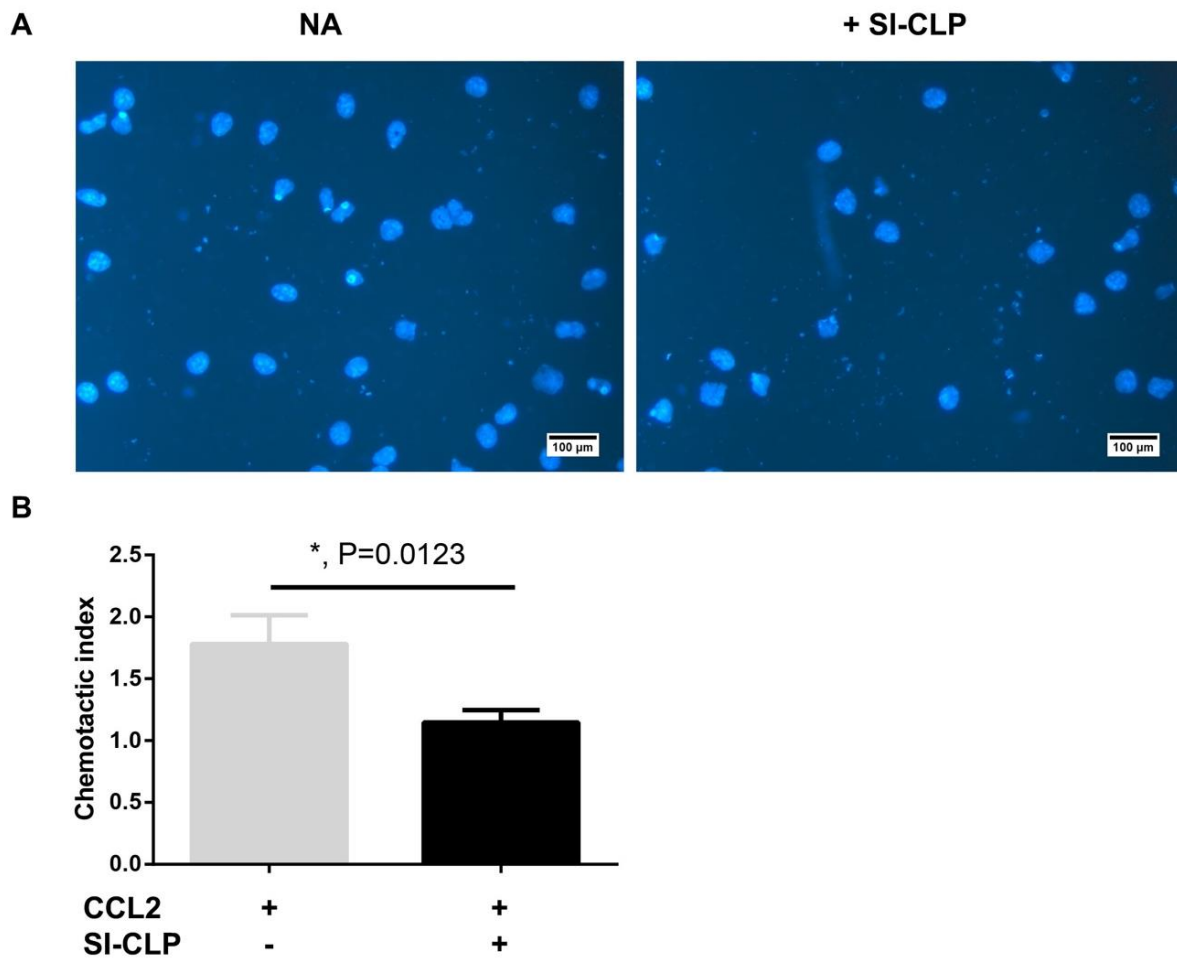 A
NA
+ SI-CLP
100 µm
100 µm
B
*, P=0.0123
2.5
2.0
1.5
1.0
0.5
0.0
Chemotactic index
CCL2 + +
SI-CLP - +